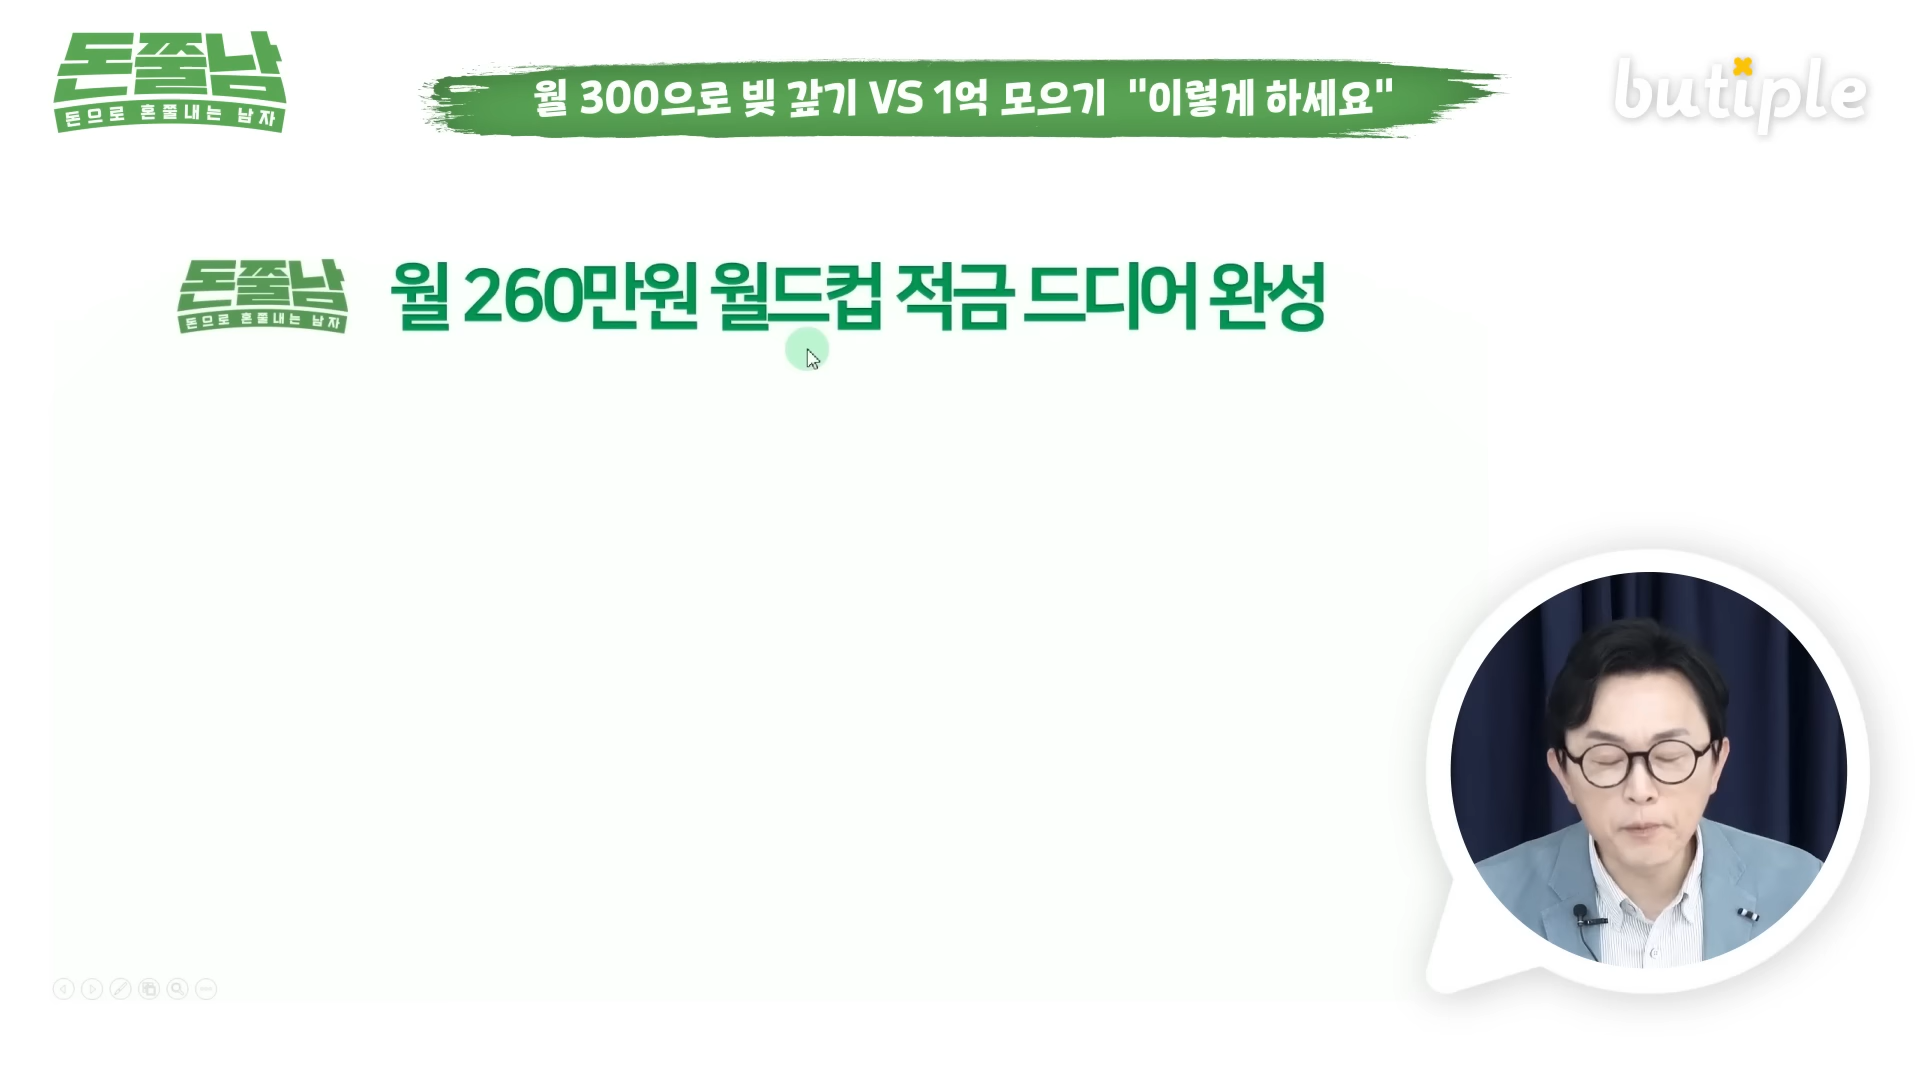 돈쭐남
돈으로 혼쭐내는 남자
월 300으로 빚 갚기 VS 1억 모으기 "이렇게 하세요"
butiple
돈쭐남
돈으로 혼쭐내는 남자
월 260만원 월드컵 적금 드디어 완성